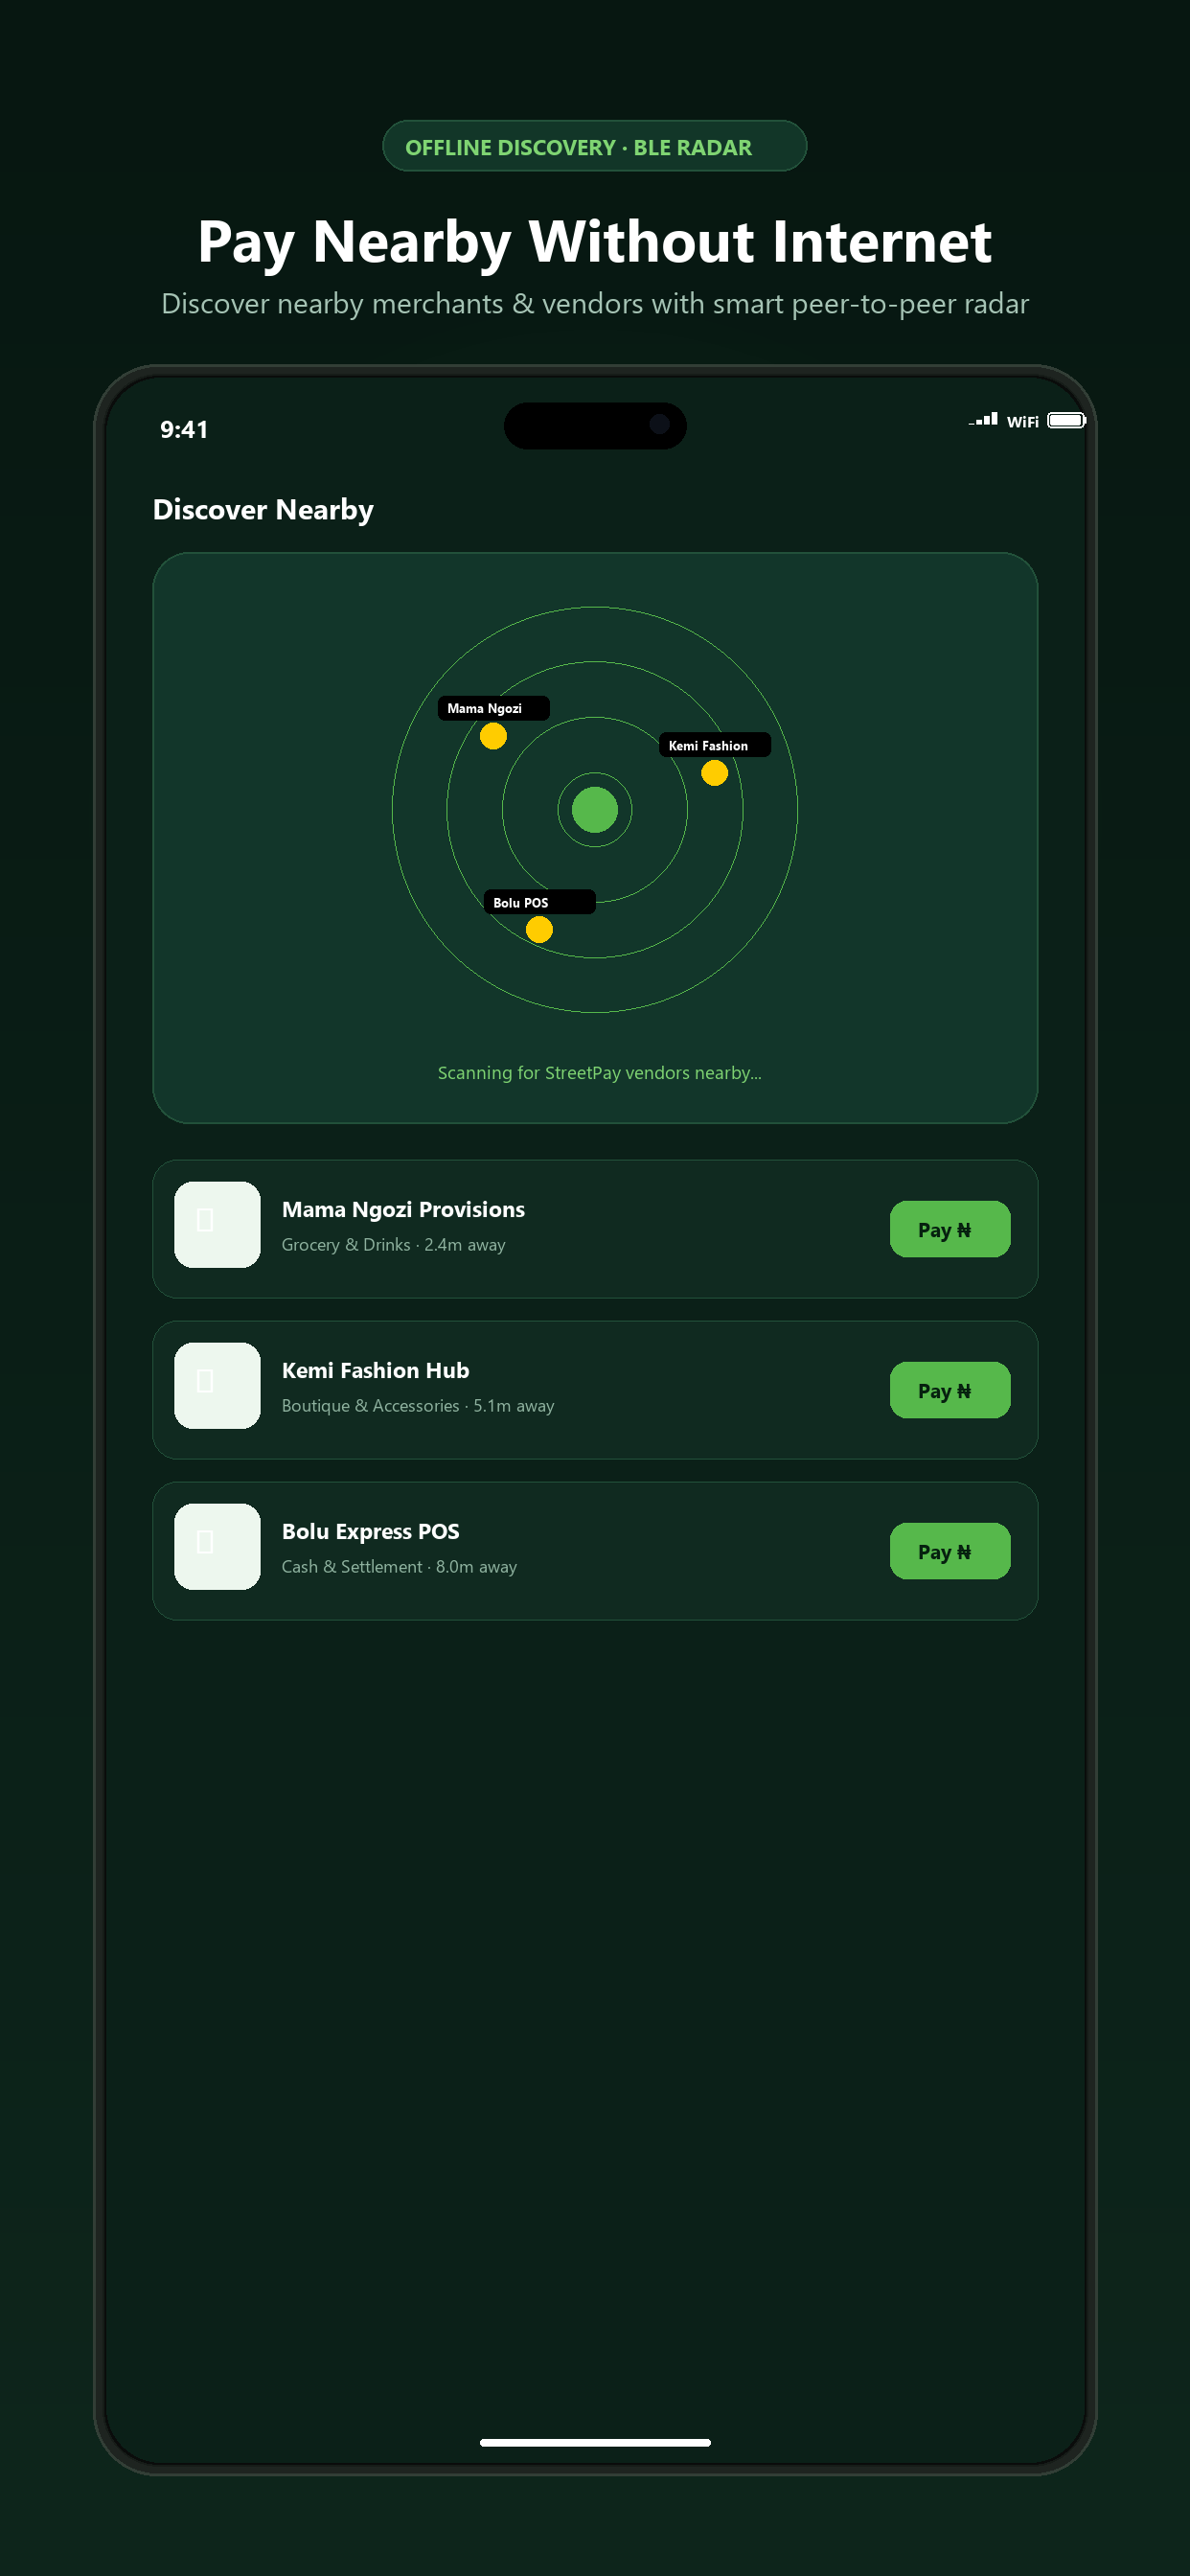 OFFLINE DISCOVERY · BLE RADAR
Pay Nearby Without Internet
Discover nearby merchants & vendors with smart peer-to-peer radar
9:41
WiFi
Discover Nearby
Mama Ngozi
Kemi Fashion
Bolu POS
Scanning for StreetPay vendors nearby...
Mama Ngozi Provisions
Grocery & Drinks · 2.4m away
Pay ₦
Kemi Fashion Hub
Boutique & Accessories · 5.1m away
Pay ₦
Bolu Express POS
Cash & Settlement · 8.0m away
Pay ₦